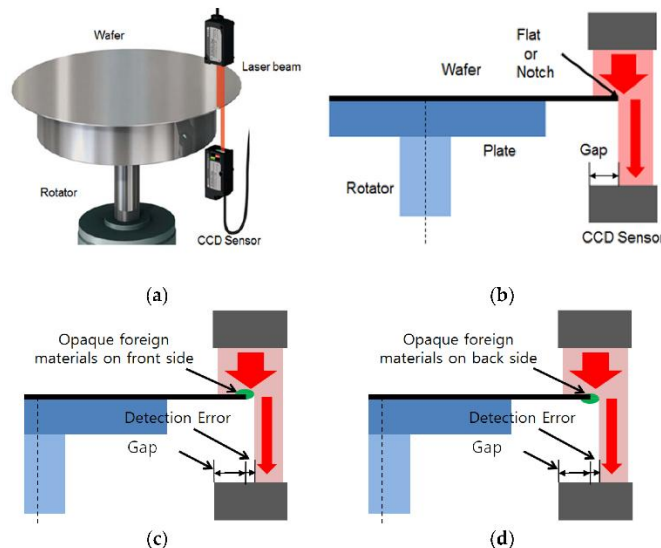 Wafer
Laser beam
Rotator
CCD Sensor
(a)
Flat
or
Notch
Wafer
Gap
Plate
Rotator
CCD Sensor
(b)
Opaque foreign
materials on front side
Detection Error
Gap
(c)
Opaque foreign
materials on back side
Detection Error
Gap
(d)